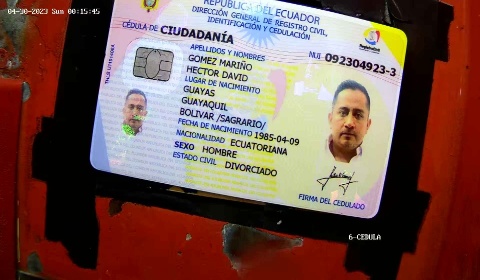 04-30-2023 Sun 00:15:45
REPÚBLICA DEL ECUADOR
DIRECCIÓN GENERAL DE REGISTRO CIVIL,
IDENTIFICACIÓN Y CEDULACIÓN
CÉDULA DE CIUDADANÍA
NUI 092304923-3
APELLIDOS Y NOMBRES
GOMEZ MARIÑO
HECTOR DAVID
LUGAR DE NACIMIENTO
GUAYAS
GUAYAQUIL
BOLIVAR /SAGRARIO/
FECHA DE NACIMIENTO 1985-04-09
NACIONALIDAD ECUATORIANA
SEXO HOMBRE
ESTADO CIVIL DIVORCIADO
FIRMA DEL CEDULADO
6-CEDULA